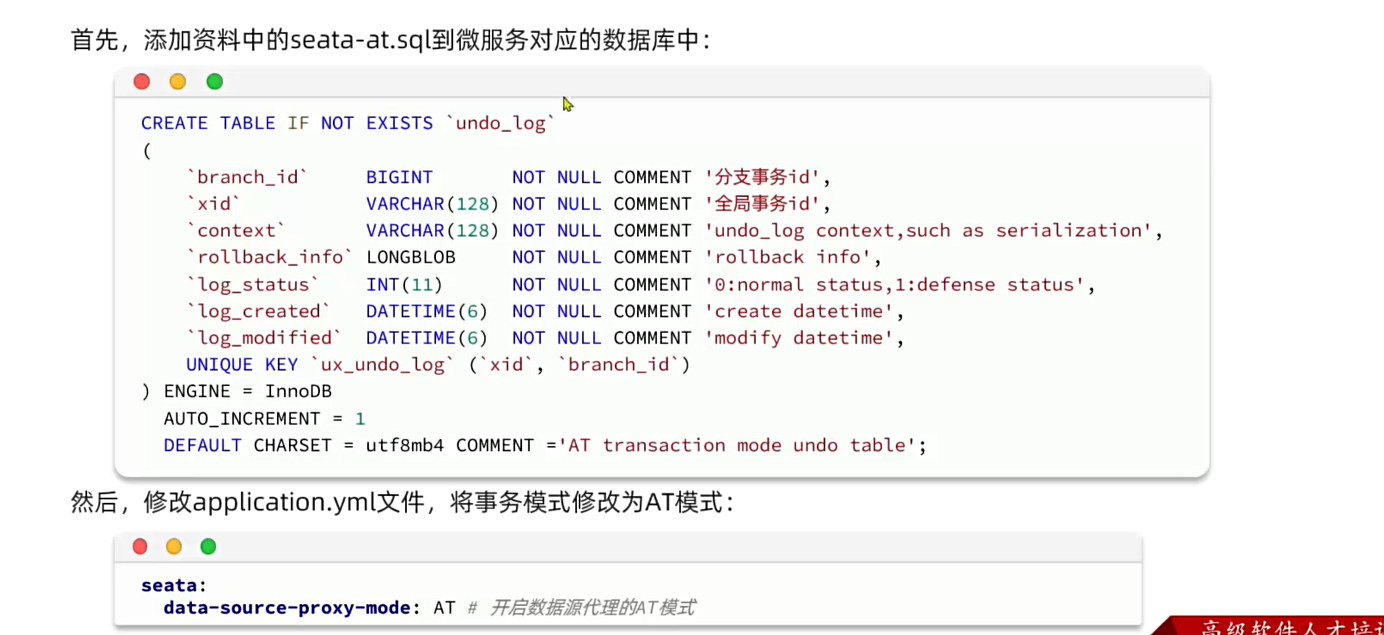 首先，添加资料中的seata-at.sql到微服务对应的数据库中：
CREATE TABLE IF NOT EXISTS `undo_log`
(
`branch_id` BIGINT NOT NULL COMMENT '分支事务id',
`xid` VARCHAR(128) NOT NULL COMMENT '全局事务id',
`context` VARCHAR(128) NOT NULL COMMENT 'undo_log context,such as serialization',
`rollback_info` LONGBLOB NOT NULL COMMENT 'rollback info',
`log_status` INT(11) NOT NULL COMMENT '0:normal status,1:defense status',
`log_created` DATETIME(6) NOT NULL COMMENT 'create datetime',
`log_modified` DATETIME(6) NOT NULL COMMENT 'modify datetime',
UNIQUE KEY `ux_undo_log` (`xid`, `branch_id`)
) ENGINE = InnoDB
AUTO_INCREMENT = 1
DEFAULT CHARSET = utf8mb4 COMMENT ='AT transaction mode undo table';
然后，修改application.yml文件，将事务模式修改为AT模式：
seata:
data-source-proxy-mode: AT # 开启数据源代理的AT模式
高级软件人才培